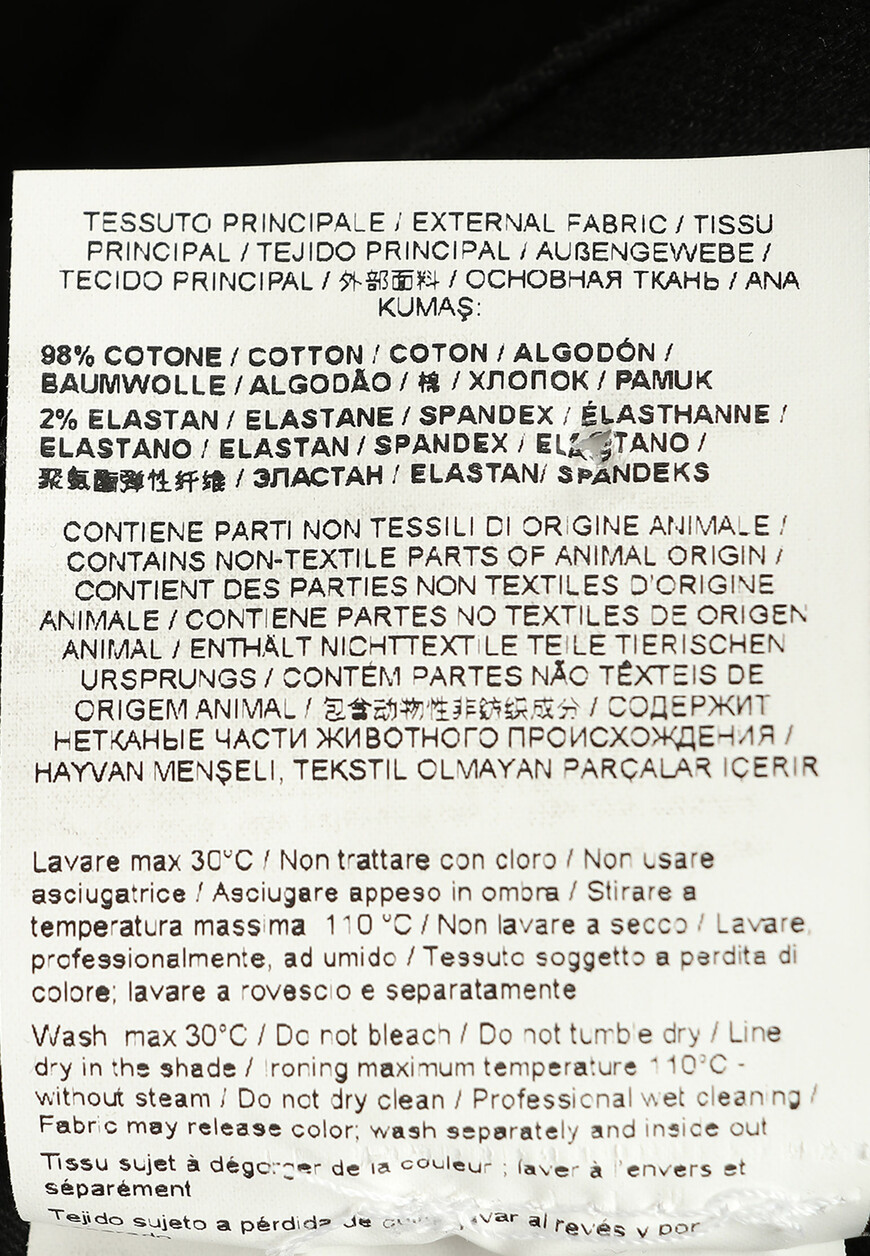 TESSUTO PRINCIPALE / EXTERNAL FABRIC / TISSU
PRINCIPAL / TEJIDO PRINCIPAL / AUßENGEWEBE /
TECIDO PRINCIPAL / 外部面料 / ОСНОВНАЯ ТКАНЬ / ANA
KUMAŞ:
98% COTONE / COTTON / COTON / ALGODÓN /
BAUMWOLLE / ALGODÃO / 棉 / ХЛОПОК / PAMUK
2% ELASTAN / ELASTANE / SPANDEX / ÉLASTHANNE /
ELASTANO / ELASTAN / SPANDEX / ELASTANO /
聚氨酯弹性纤维 / ЭЛАСТАН / ELASTAN/ SPANDEKS
CONTIENE PARTI NON TESSILI DI ORIGINE ANIMALE /
CONTAINS NON-TEXTILE PARTS OF ANIMAL ORIGIN /
CONTIENT DES PARTIES NON TEXTILES D'ORIGINE
ANIMALE / CONTIENE PARTES NO TEXTILES DE ORIGEN
ANIMAL / ENTHÄLT NICHTTEXTILE TEILE TIERISCHEN
URSPRUNGS / CONTÉM PARTES NÃO TÊXTEIS DE
ORIGEM ANIMAL / 包含动物性非纺织成分 / СОДЕРЖИТ
НЕТКАНЫЕ ЧАСТИ ЖИВОТНОГО ПРОИСХОЖДЕНИЯ /
HAYVAN MENŞELI, TEKSTIL OLMAYAN PARÇALAR IÇERIR
Lavare max 30°C / Non trattare con cloro / Non usare
asciugatrice / Asciugare appeso in ombra / Stirare a
temperatura massima 110 °C / Non lavare a secco / Lavare,
professionalmente, ad umido / Tessuto soggetto a perdita di
colore; lavare a rovescio e separatamente
Wash max 30°C / Do not bleach / Do not tumble dry / Line
dry in the shade / Ironing maximum temperature 110°C -
without steam / Do not dry clean / Professional wet cleaning /
Fabric may release color; wash separately and inside out
Tissu sujet à dégorger de la couleur ; laver à l'envers et
séparément
Tejido sujeto a pérdida de al revés y por